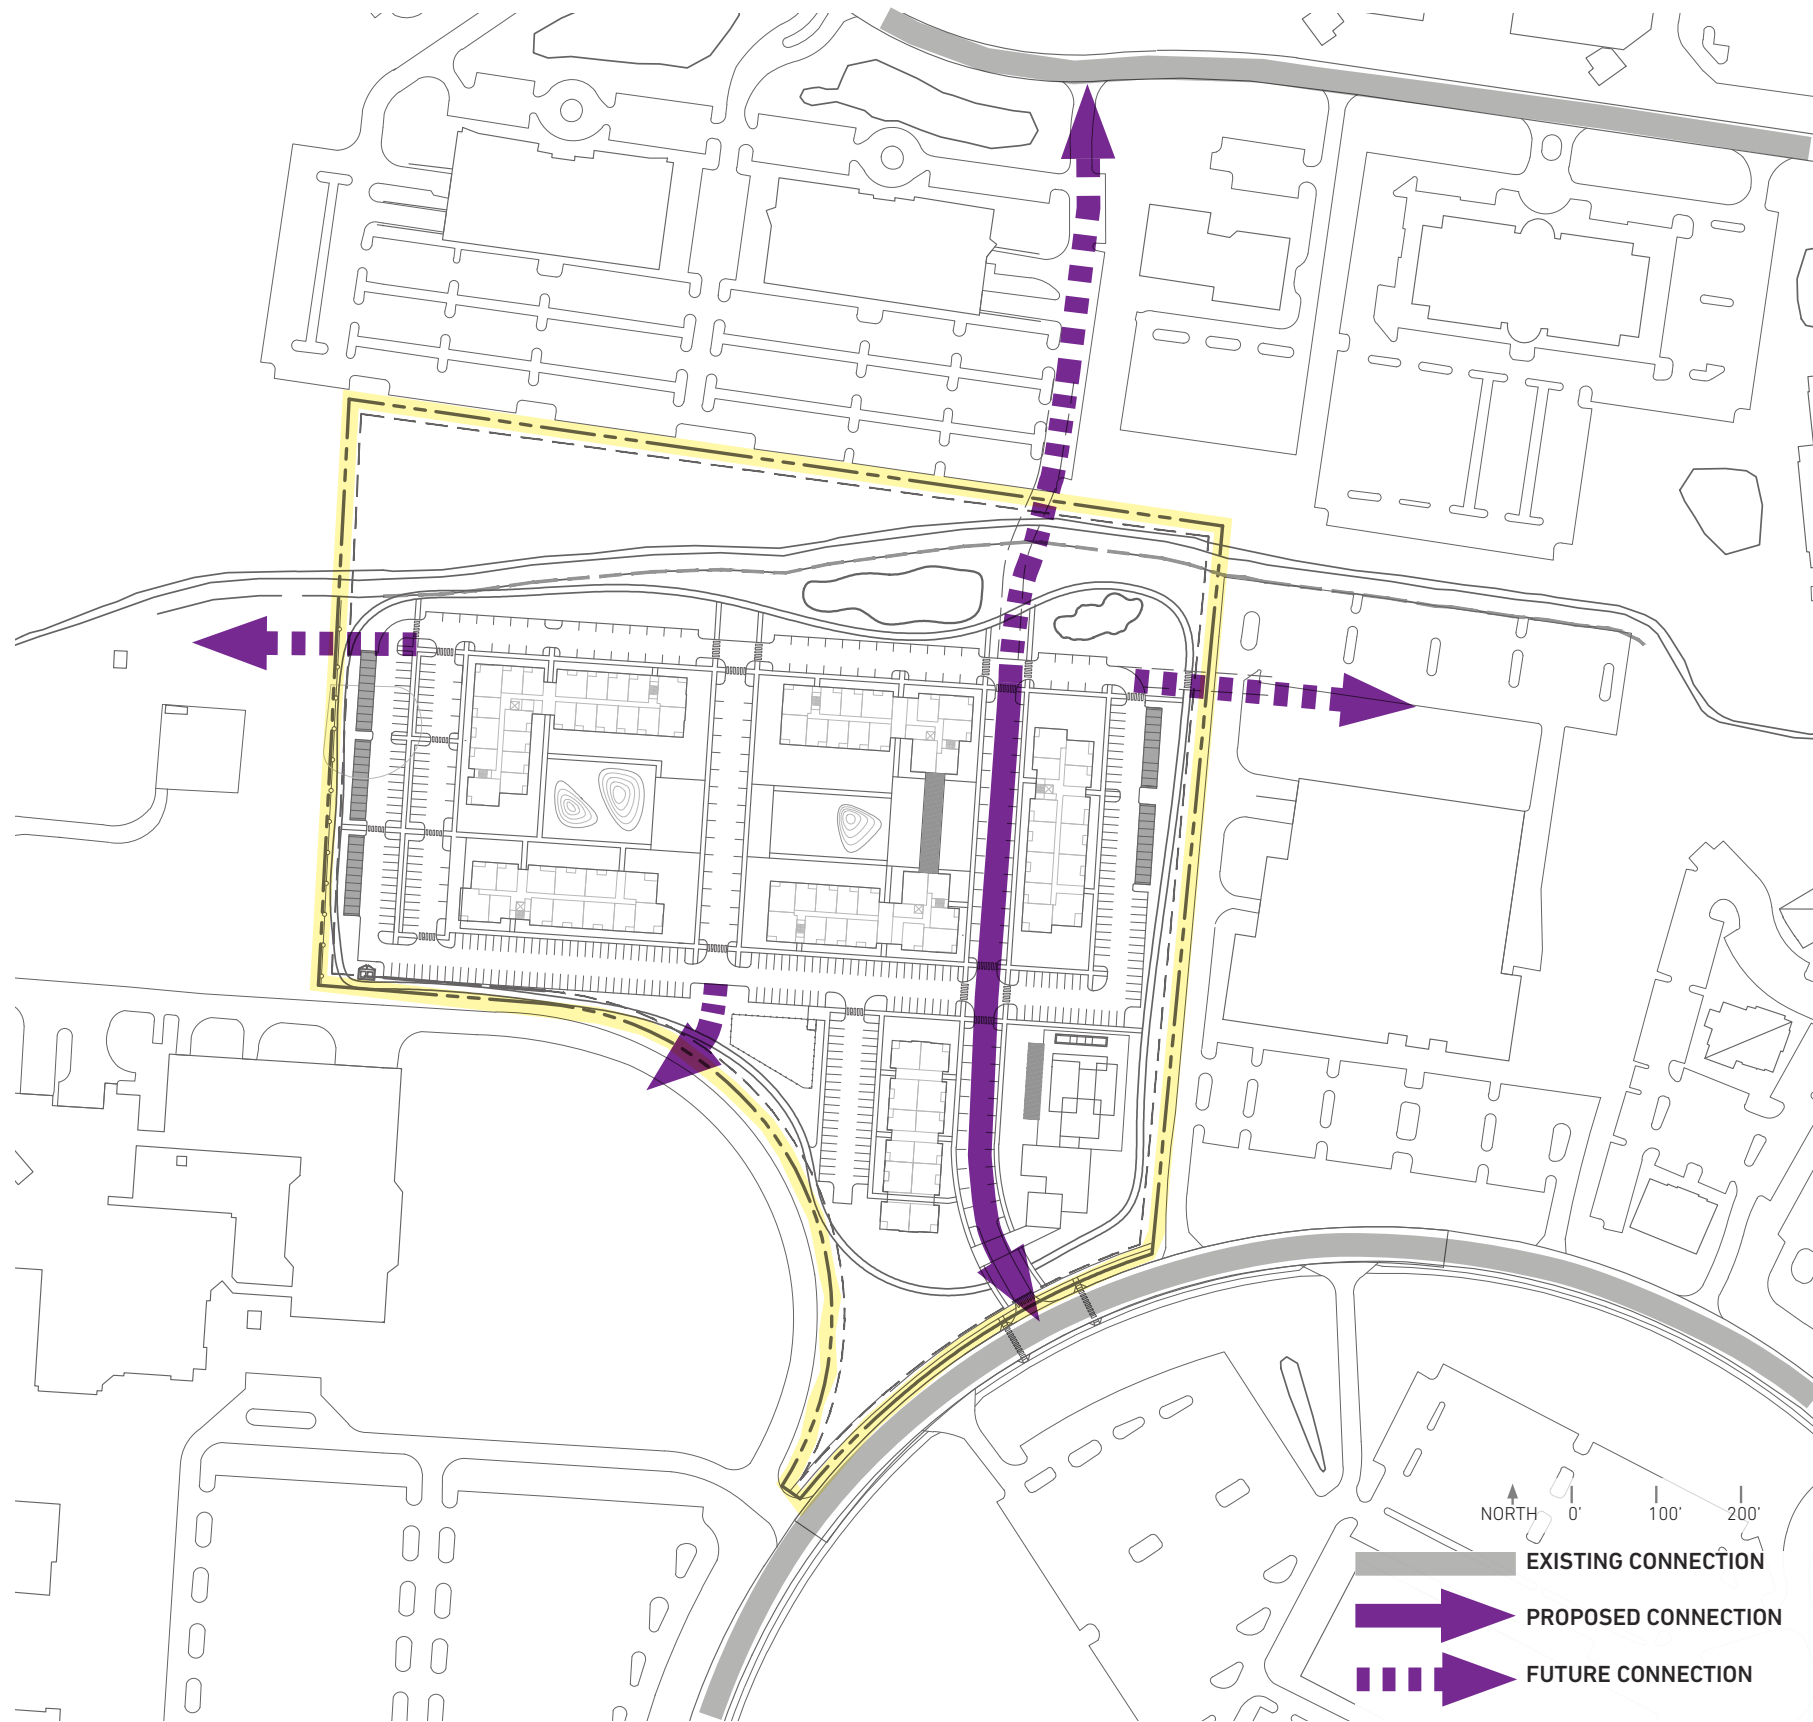 NORTH 0' 100' 200'
EXISTING CONNECTION
PROPOSED CONNECTION
FUTURE CONNECTION